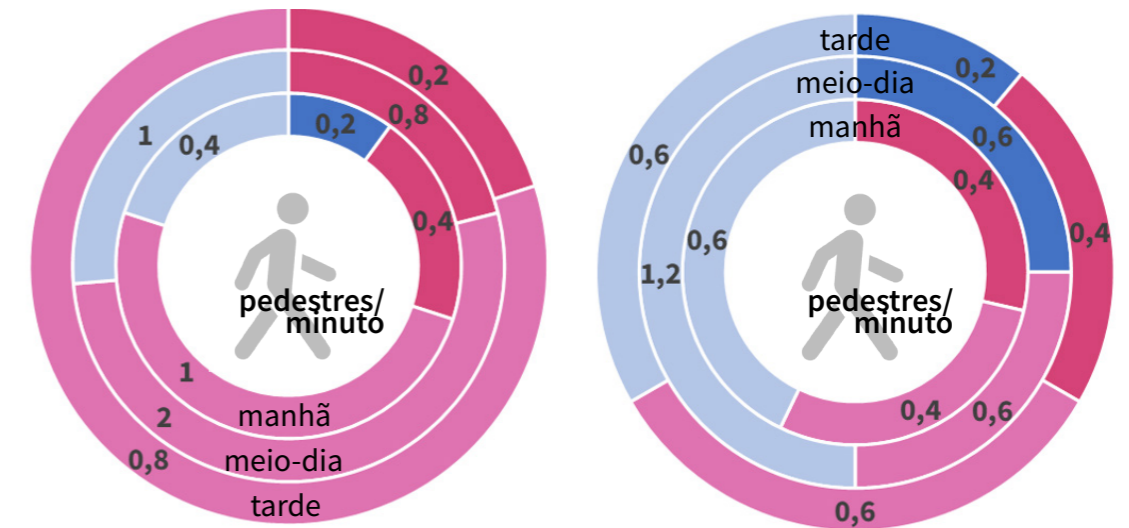 0,2
0,8
0,2
1
0,4
0,4
pedestres/
minuto
1
manhã
2
meio-dia
0,8
tarde
tarde
0,2
meio-dia
manhã
0,6
0,6
0,4
0,4
0,6
1,2
pedestres/
minuto
0,4
0,6
0,6